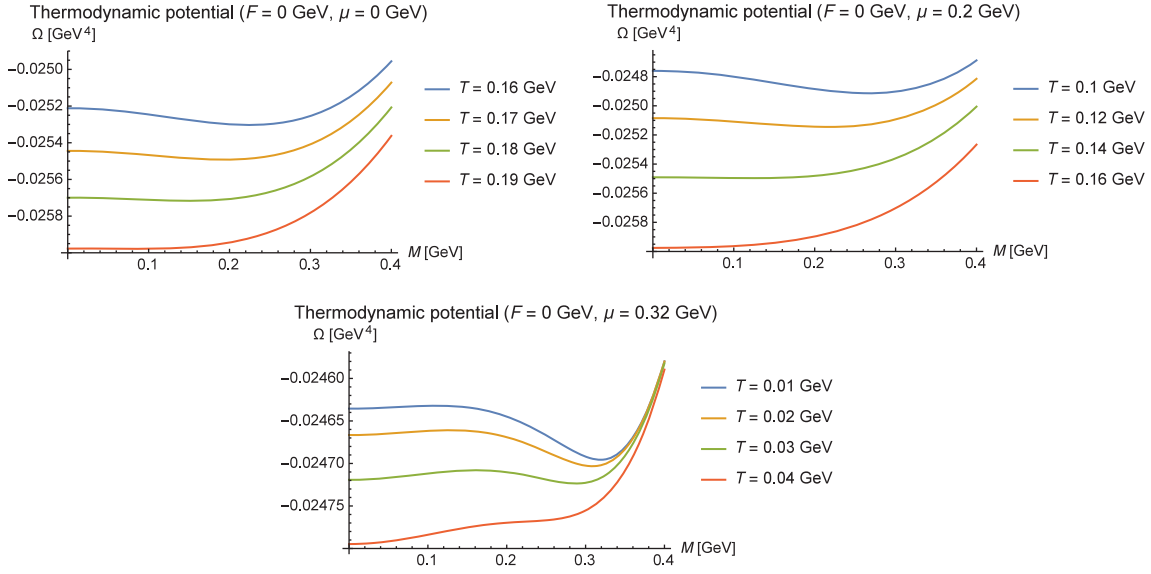 Thermodynamic potential (F = 0 GeV, μ = 0 GeV)
Ω [GeV⁴]
−0.0250
−0.0252
−0.0254
−0.0256
−0.0258
0.1 0.2 0.3 0.4
M [GeV]
T = 0.16 GeV
T = 0.17 GeV
T = 0.18 GeV
T = 0.19 GeV
Thermodynamic potential (F = 0 GeV, μ = 0.2 GeV)
Ω [GeV⁴]
−0.0248
−0.0250
−0.0252
−0.0254
−0.0256
−0.0258
0.1 0.2 0.3 0.4
M [GeV]
T = 0.1 GeV
T = 0.12 GeV
T = 0.14 GeV
T = 0.16 GeV
Thermodynamic potential (F = 0 GeV, μ = 0.32 GeV)
Ω [GeV⁴]
−0.02460
−0.02465
−0.02470
−0.02475
0.1 0.2 0.3 0.4
M [GeV]
T = 0.01 GeV
T = 0.02 GeV
T = 0.03 GeV
T = 0.04 GeV